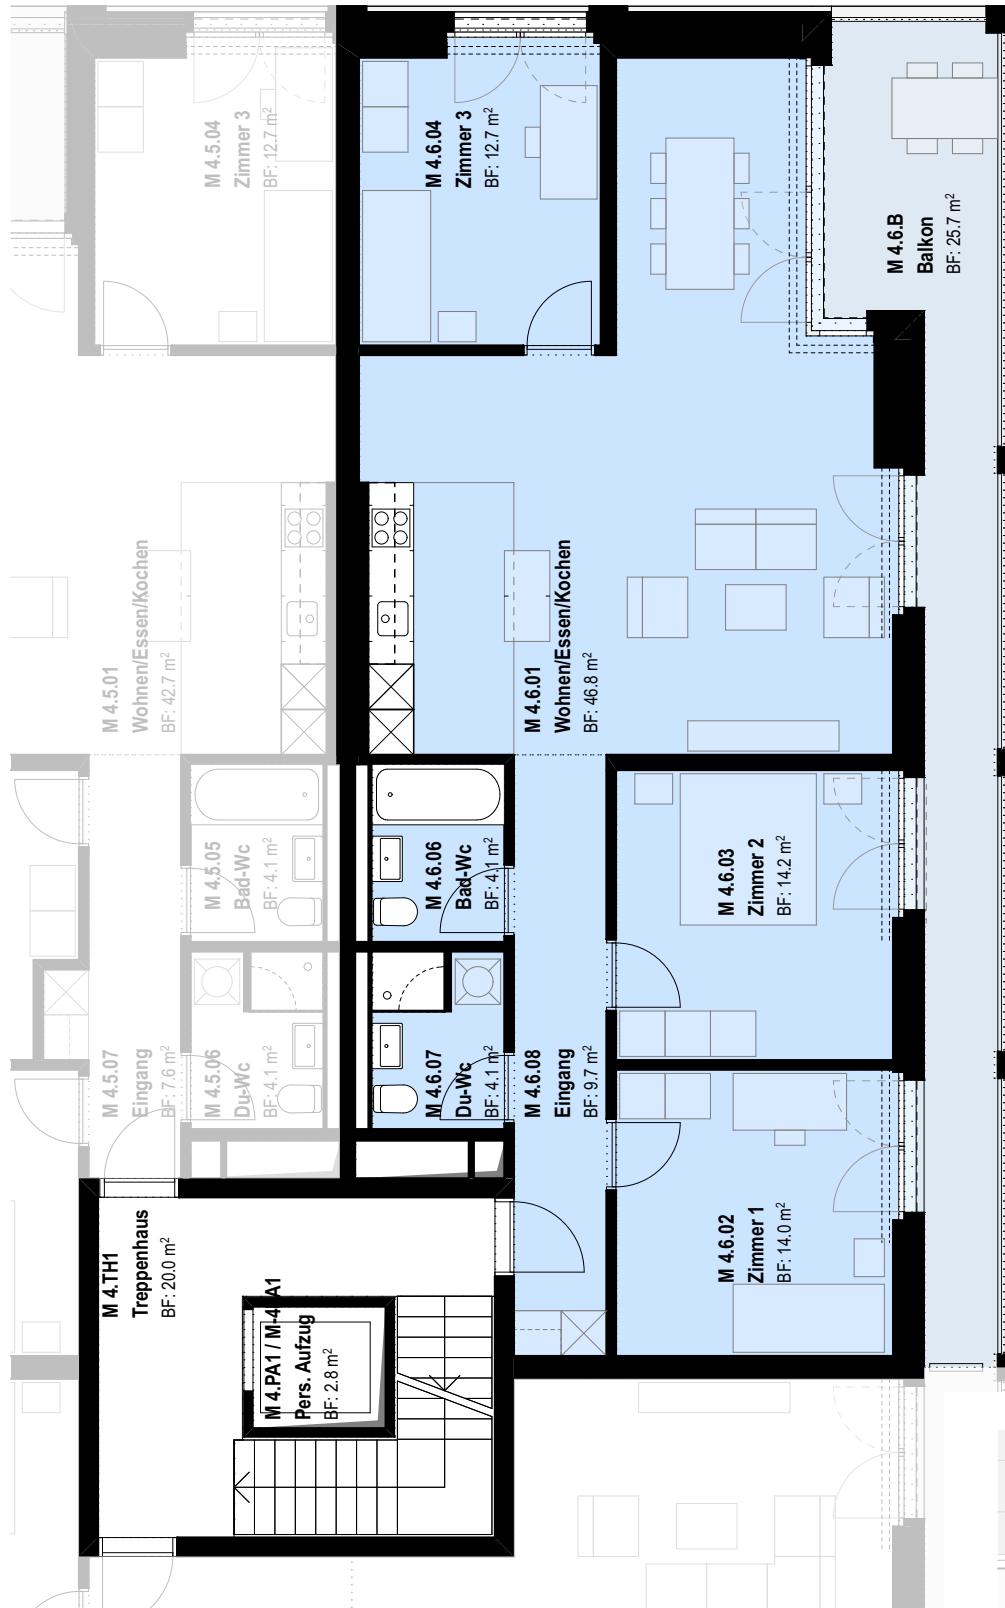 M 4.5.04
Zimmer 3
BF: 12.7 m²
M 4.6.04
Zimmer 3
BF: 12.7 m²
M 4.6.B
Balkon
BF: 25.7 m²
M 4.5.01
Wohnen/Essen/Kochen
BF: 42.7 m²
M 4.6.01
Wohnen/Essen/Kochen
BF: 46.8 m²
M 4.5.05
Bad-Wc
BF: 4.1 m²
M 4.6.06
Bad-Wc
BF: 4.1 m²
M 4.6.03
Zimmer 2
BF: 14.2 m²
M 4.5.07
Eingang
BF: 7.6 m²
M 4.5.06
Du-Wc
BF: 4.1 m²
M 4.6.07
Du-Wc
BF: 4.1 m²
M 4.6.08
Eingang
BF: 9.7 m²
M 4.6.02
Zimmer 1
BF: 14.0 m²
M 4.TH1
Treppenhaus
BF: 20.0 m²
M 4.PA1 / M-4.PA1
Pers. Aufzug
BF: 2.8 m²